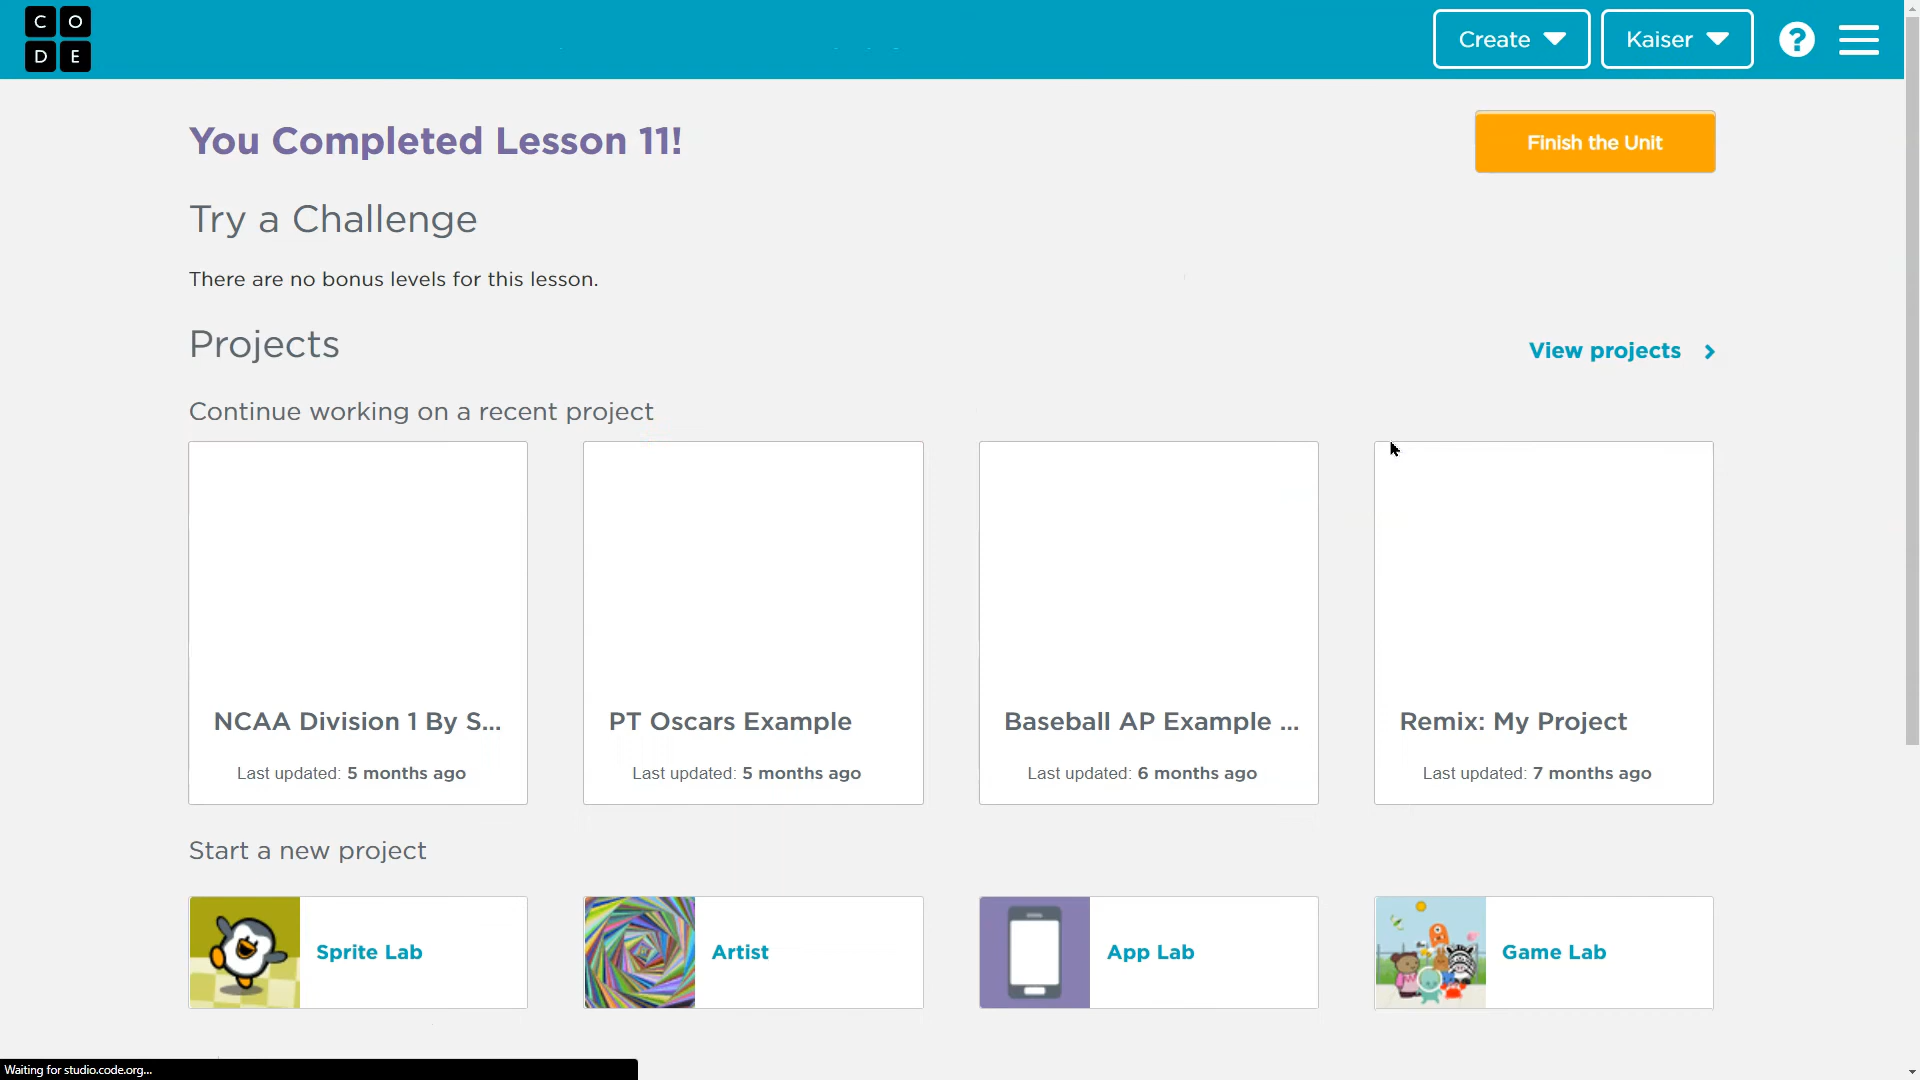 C O
D E
Create
Kaiser
?
You Completed Lesson 11!
Finish the Unit
Try a Challenge
There are no bonus levels for this lesson.
Projects
View projects
Continue working on a recent project
NCAA Division 1 By S...
PT Oscars Example
Baseball AP Example ...
Remix: My Project
Last updated: 5 months ago
Last updated: 5 months ago
Last updated: 6 months ago
Last updated: 7 months ago
Start a new project
Sprite Lab
Artist
App Lab
Game Lab
Waiting for studio.code.org...